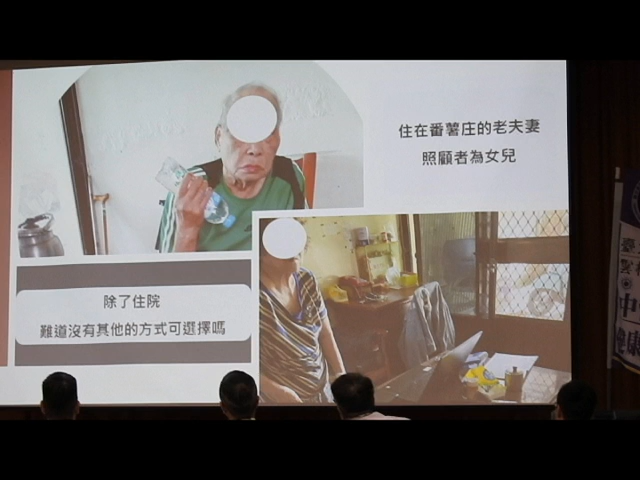 住在番薯庄的老夫妻
照顧者為女兒
除了住院
難道沒有其他的方式可選擇嗎
中